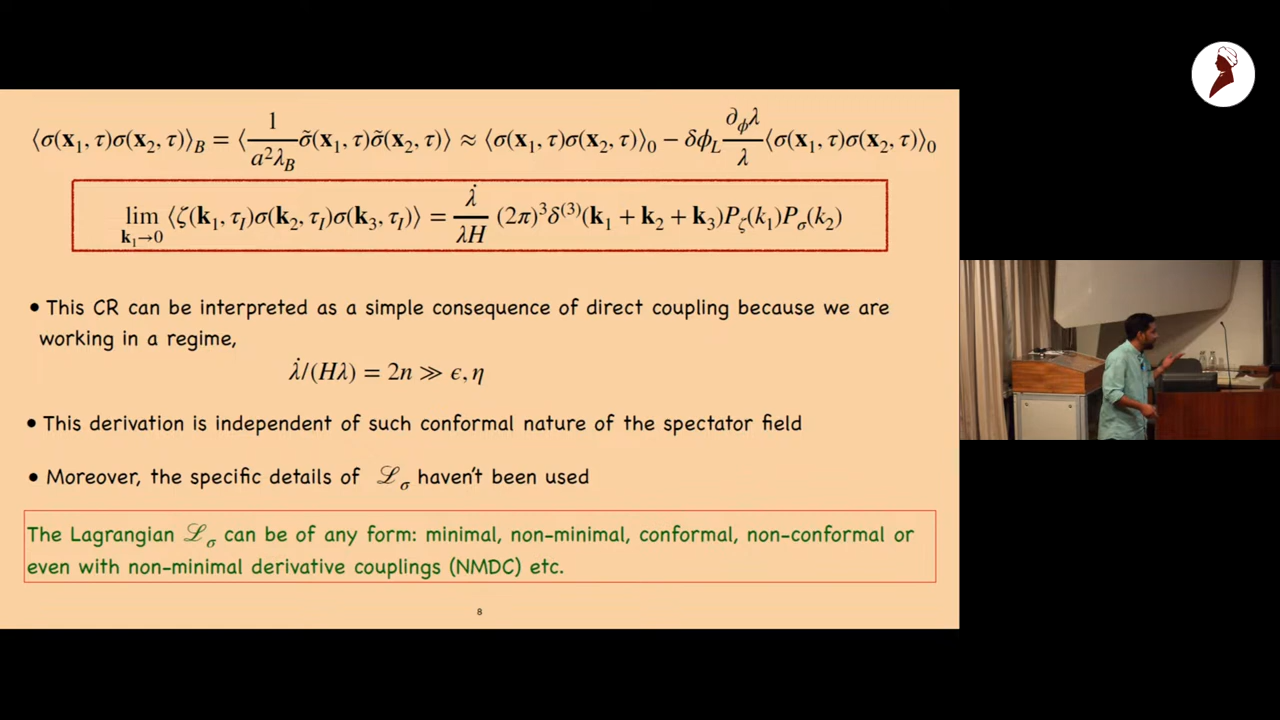 ⟨σ(x₁, τ)σ(x₂, τ)⟩_B = ⟨ 1/(a²λ_B) σ̃(x₁, τ)σ̃(x₂, τ)⟩ ≈ ⟨σ(x₁, τ)σ(x₂, τ)⟩₀ − δϕ_L (∂_ϕλ)/λ ⟨σ(x₁, τ)σ(x₂, τ)⟩₀
lim_{k₁→0} ⟨ζ(k₁, τ_I)σ(k₂, τ_I)σ(k₃, τ_I)⟩ = λ̇/(λH) (2π)³δ⁽³⁾(k₁ + k₂ + k₃)P_ζ(k₁)P_σ(k₂)
• This CR can be interpreted as a simple consequence of direct coupling because we are
working in a regime,
λ̇/(Hλ) = 2n ≫ ϵ, η
• This derivation is independent of such conformal nature of the spectator field
• Moreover, the specific details of ℒ_σ haven't been used
The Lagrangian ℒ_σ can be of any form: minimal, non-minimal, conformal, non-conformal or
even with non-minimal derivative couplings (NMDC) etc.
8